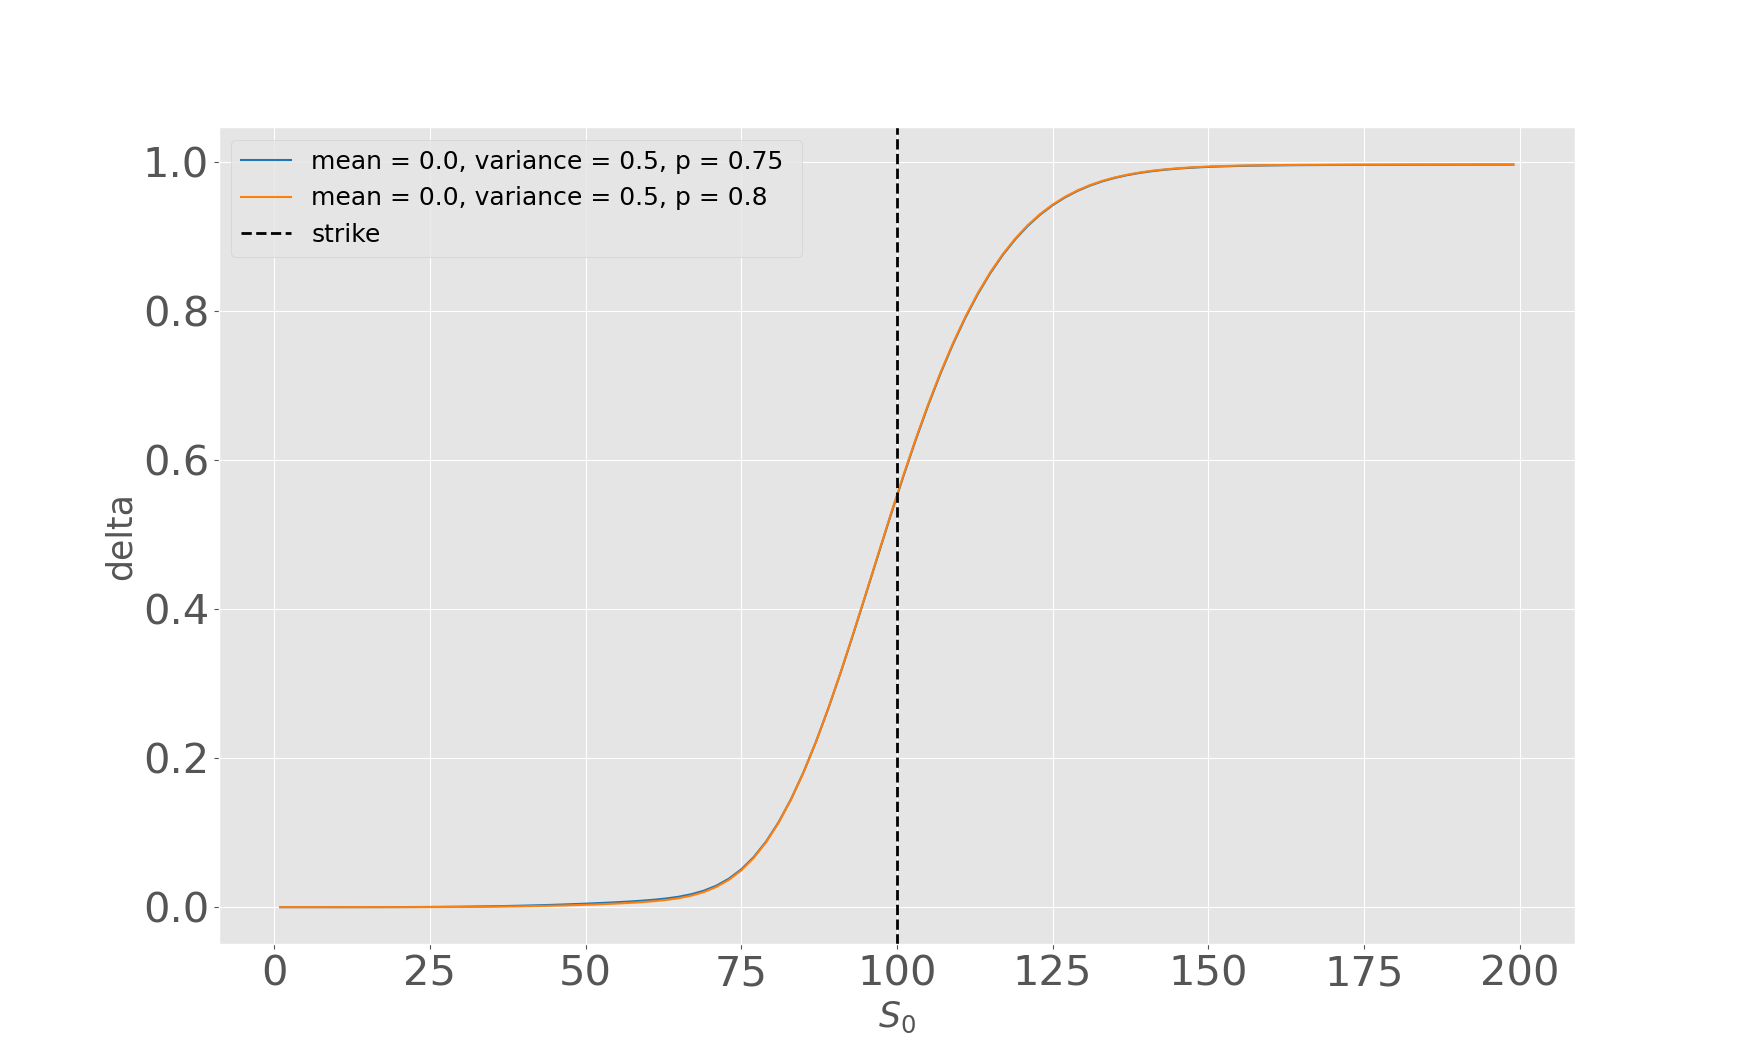 mean = 0.0, variance = 0.5, p = 0.75
mean = 0.0, variance = 0.5, p = 0.8
strike
1.0
0.8
0.6
0.4
0.2
0.0
delta
0 25 50 75 100 125 150 175 200
S₀